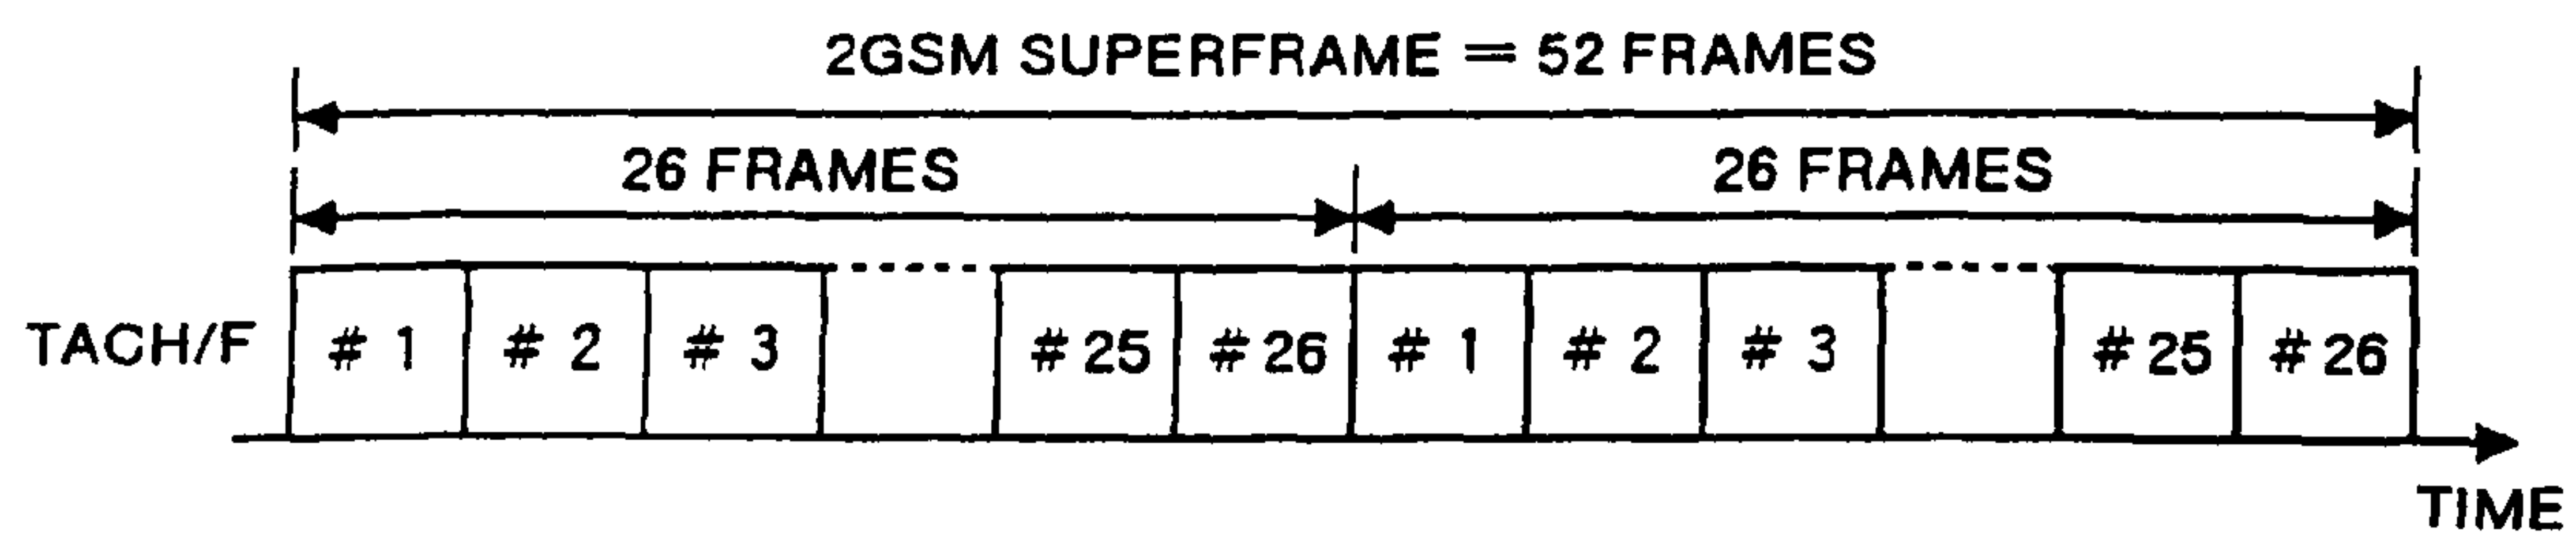 2GSM SUPERFRAME = 52 FRAMES
26 FRAMES 26 FRAMES
TACH/F # 1 # 2 # 3 # 25 # 26 # 1 # 2 # 3 # 25 # 26
TIME